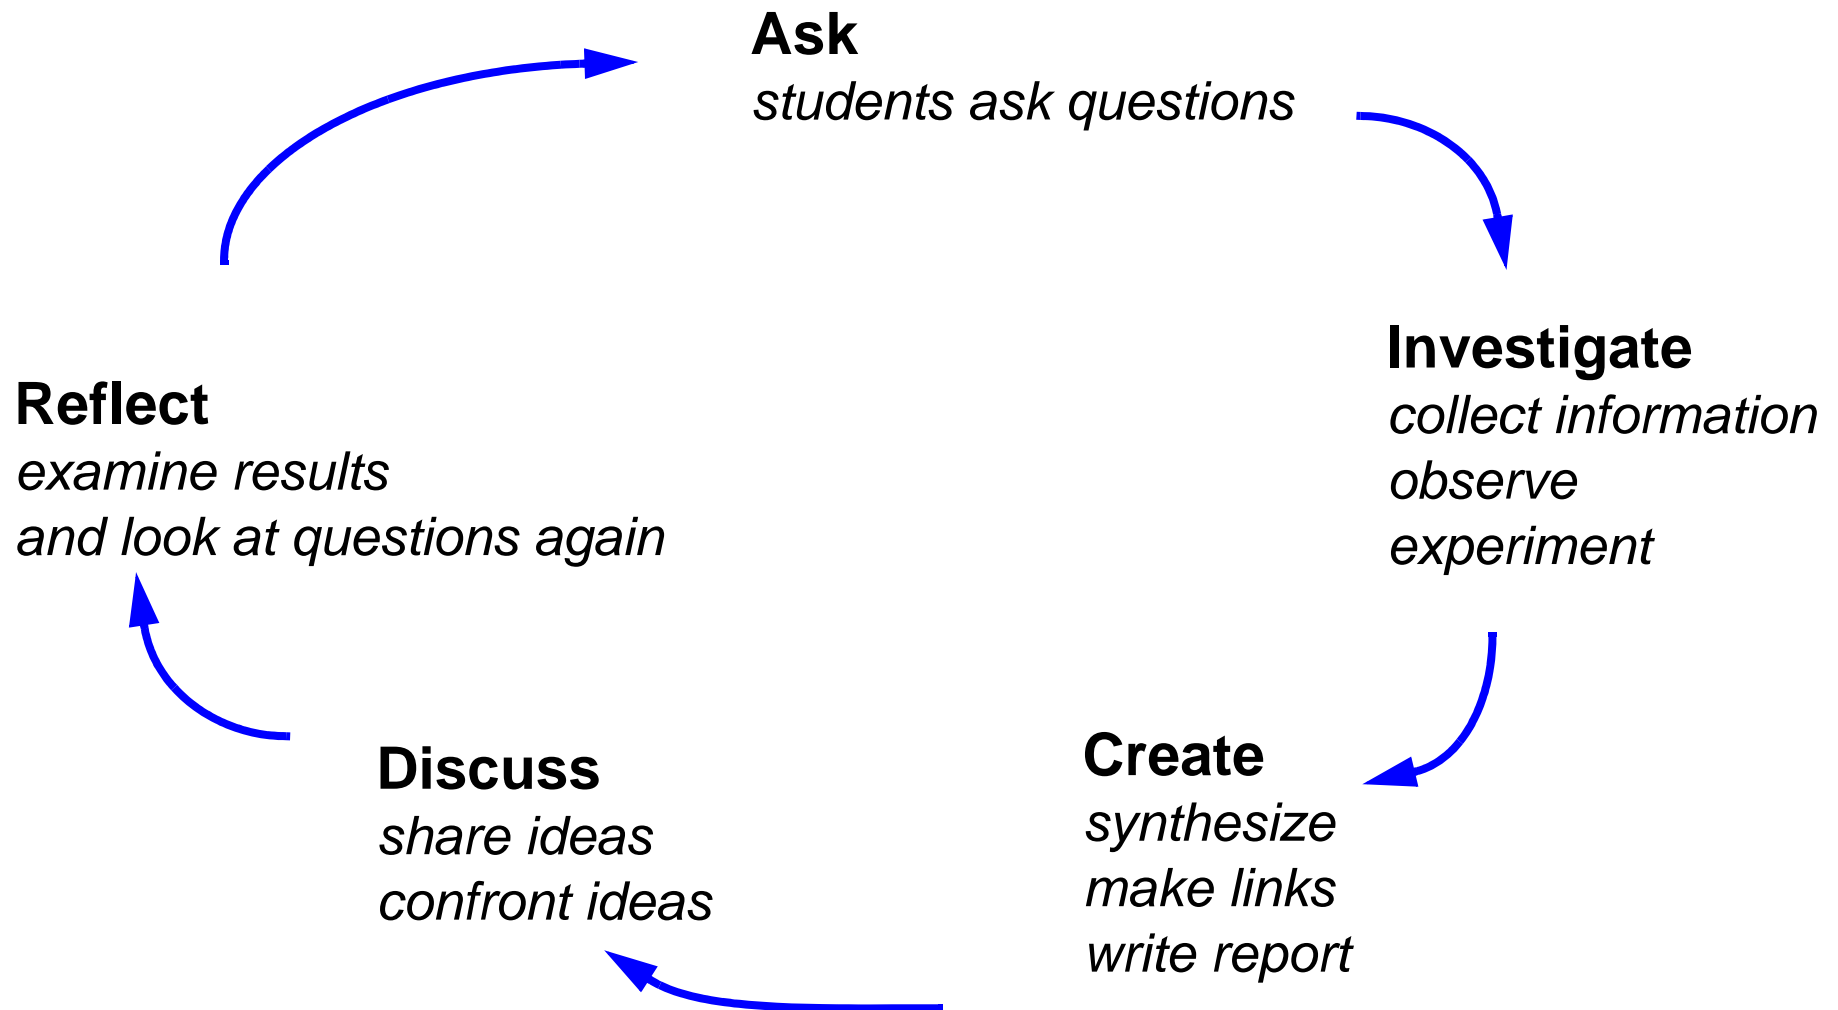 Ask
students ask questions
Investigate
collect information
observe
experiment
Create
synthesize
make links
write report
Discuss
share ideas
confront ideas
Reflect
examine results
and look at questions again